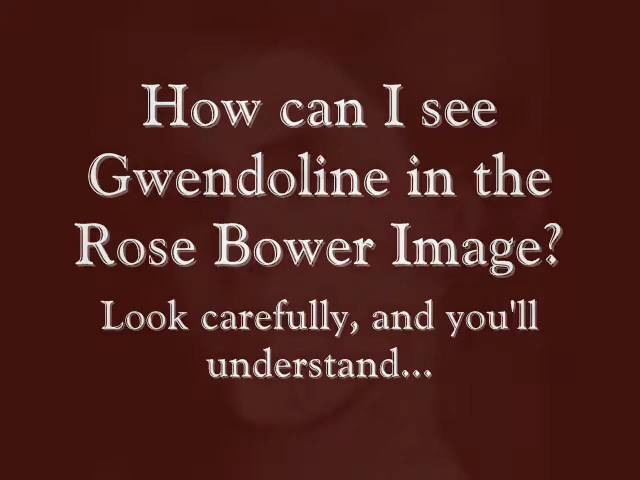 How can I see
Gwendoline in the
Rose Bower Image?
Look carefully, and you'll
understand...